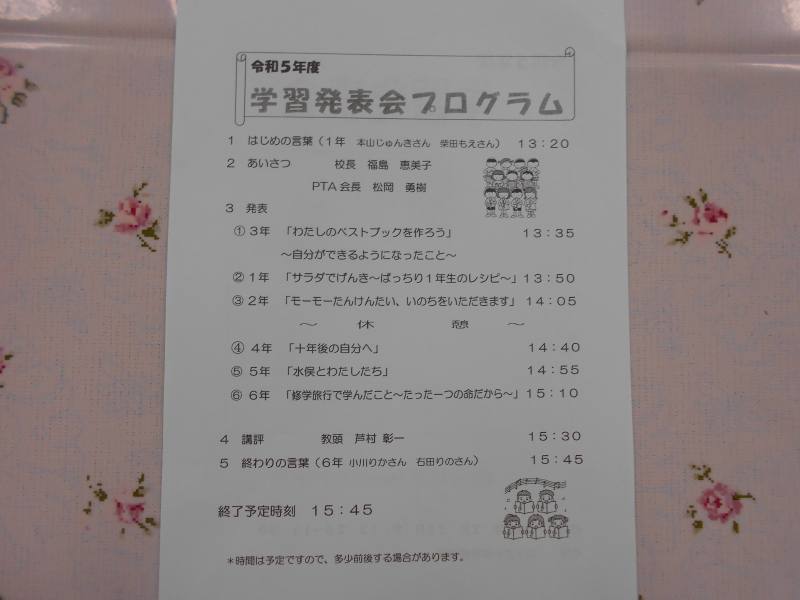 令和5年度
学習発表会プログラム
1 はじめの言葉（1年 本山じゅんきさん 柴田もえさん） 13：20
2 あいさつ 校長 福島 恵美子
PTA会長 松岡 勇樹
3 発表
①3年 「わたしのベストブックを作ろう」 13：35
～自分ができるようになったこと～
②1年 「サラダでげんき～ばっちり1年生のレシピ～」13：50
③2年 「モーモーたんけんたい、いのちをいただきます」 14：05
～ 休 憩 ～
④4年 「十年後の自分へ」 14：40
⑤5年 「水俣とわたしたち」 14：55
⑥6年 「修学旅行で学んだこと～たった一つの命だから～」15：10
4 講評 教頭 芦村 彰一 15：30
5 終わりの言葉（6年 小川りかさん 石田りのさん） 15：45
終了予定時刻 15：45
＊時間は予定ですので、多少前後する場合があります。